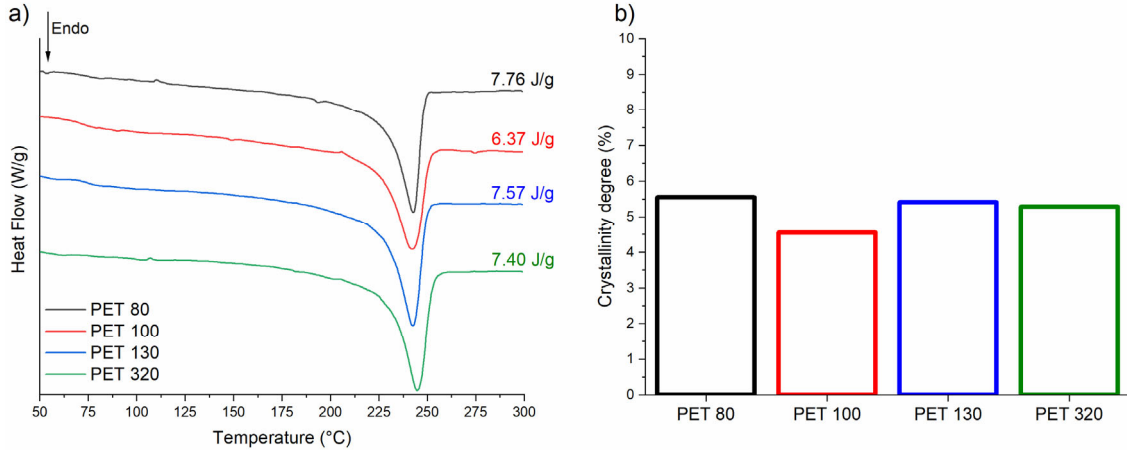 a)
Endo
7.76 J/g
6.37 J/g
7.57 J/g
7.40 J/g
Heat Flow (W/g)
PET 80
PET 100
PET 130
PET 320
50 75 100 125 150 175 200 225 250 275 300
Temperature (°C)
b)
Crystallinity degree (%)
10
9
8
7
6
5
4
3
2
1
0
PET 80 PET 100 PET 130 PET 320